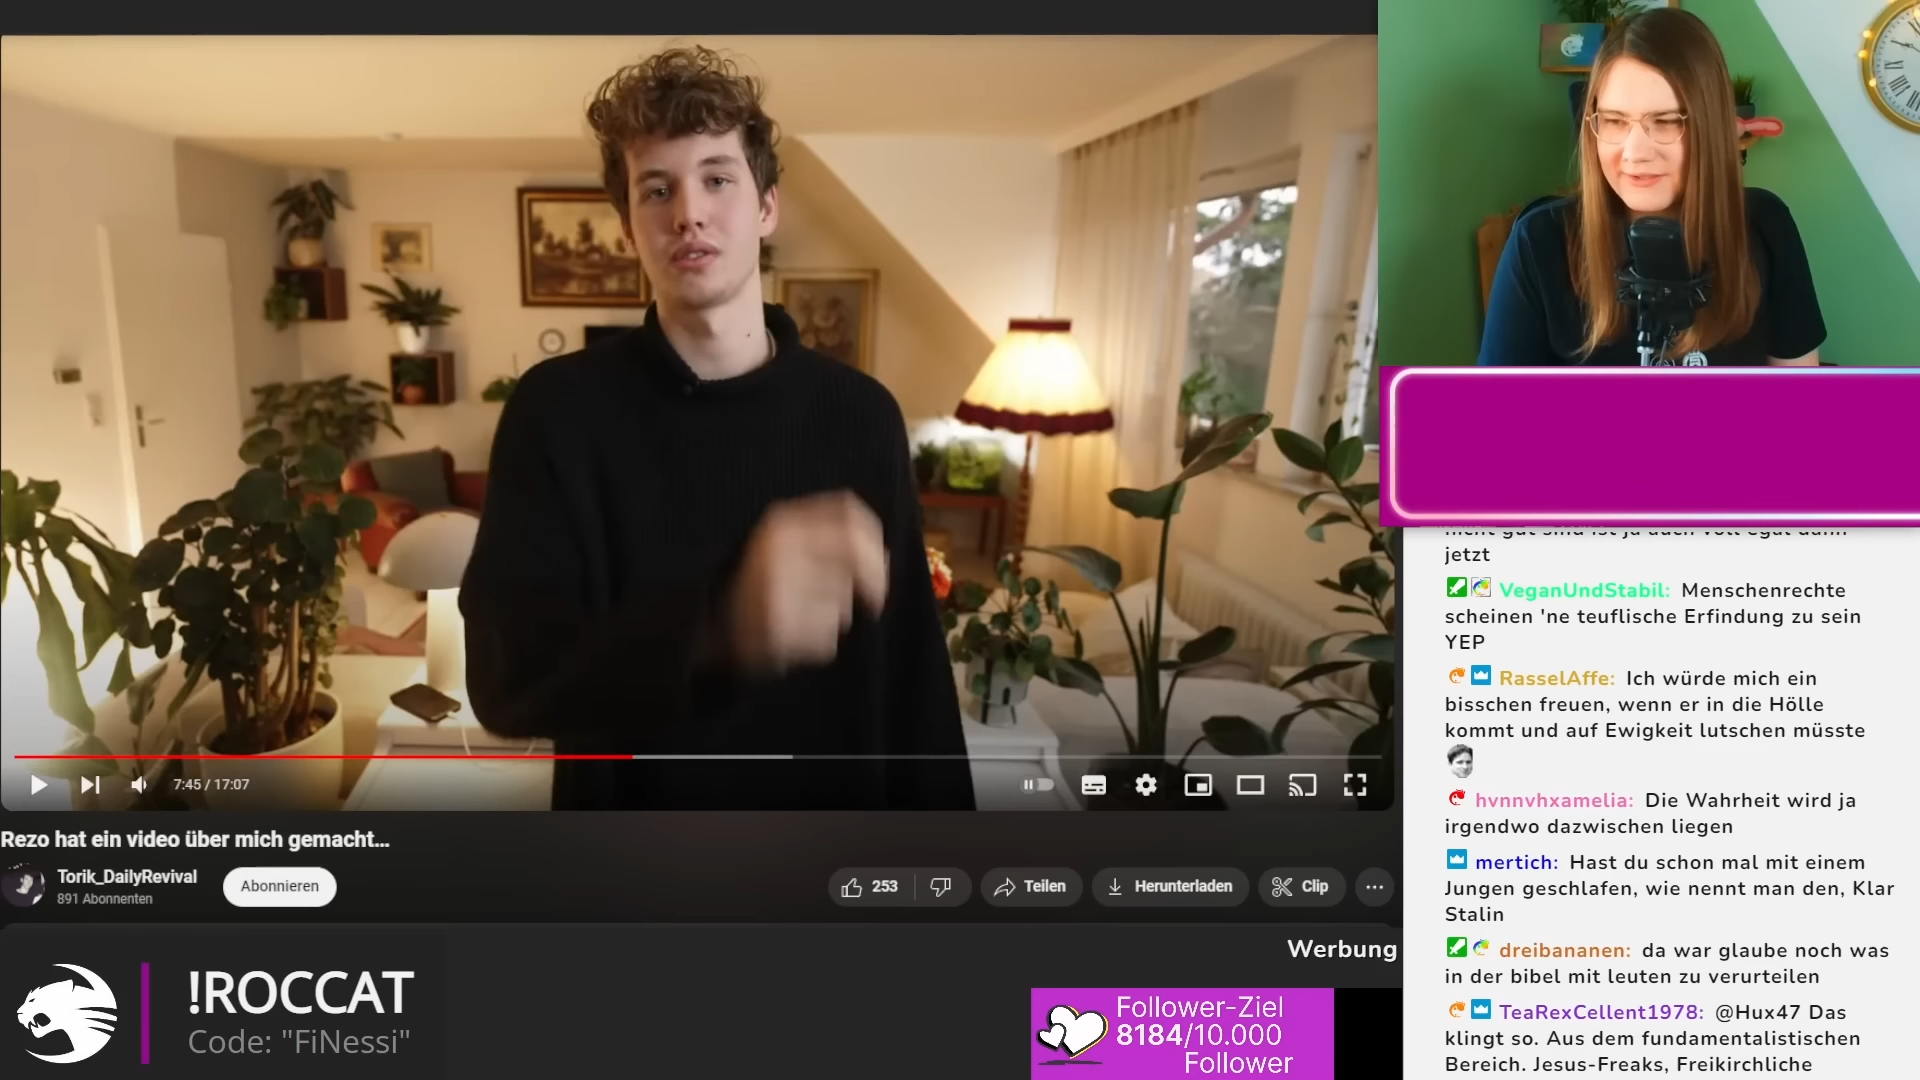 7:45 / 17:07
Rezo hat ein video über mich gemacht...
Torik_DailyRevival
891 Abonnenten
Abonnieren
253
Teilen
Herunterladen
Clip
Werbung
!ROCCAT
Code: "FiNessi"
Follower-Ziel
8184/10.000
Follower
jetzt
VeganUndStabil: Menschenrechte
scheinen 'ne teuflische Erfindung zu sein
YEP
RasselAffe: Ich würde mich ein
bisschen freuen, wenn er in die Hölle
kommt und auf Ewigkeit lutschen müsste
hvnnvhxamelia: Die Wahrheit wird ja
irgendwo dazwischen liegen
mertich: Hast du schon mal mit einem
Jungen geschlafen, wie nennt man den, Klar
Stalin
dreibananen: da war glaube noch was
in der bibel mit leuten zu verurteilen
TeaRexCellent1978: @Hux47 Das
klingt so. Aus dem fundamentalistischen
Bereich. Jesus-Freaks, Freikirchliche